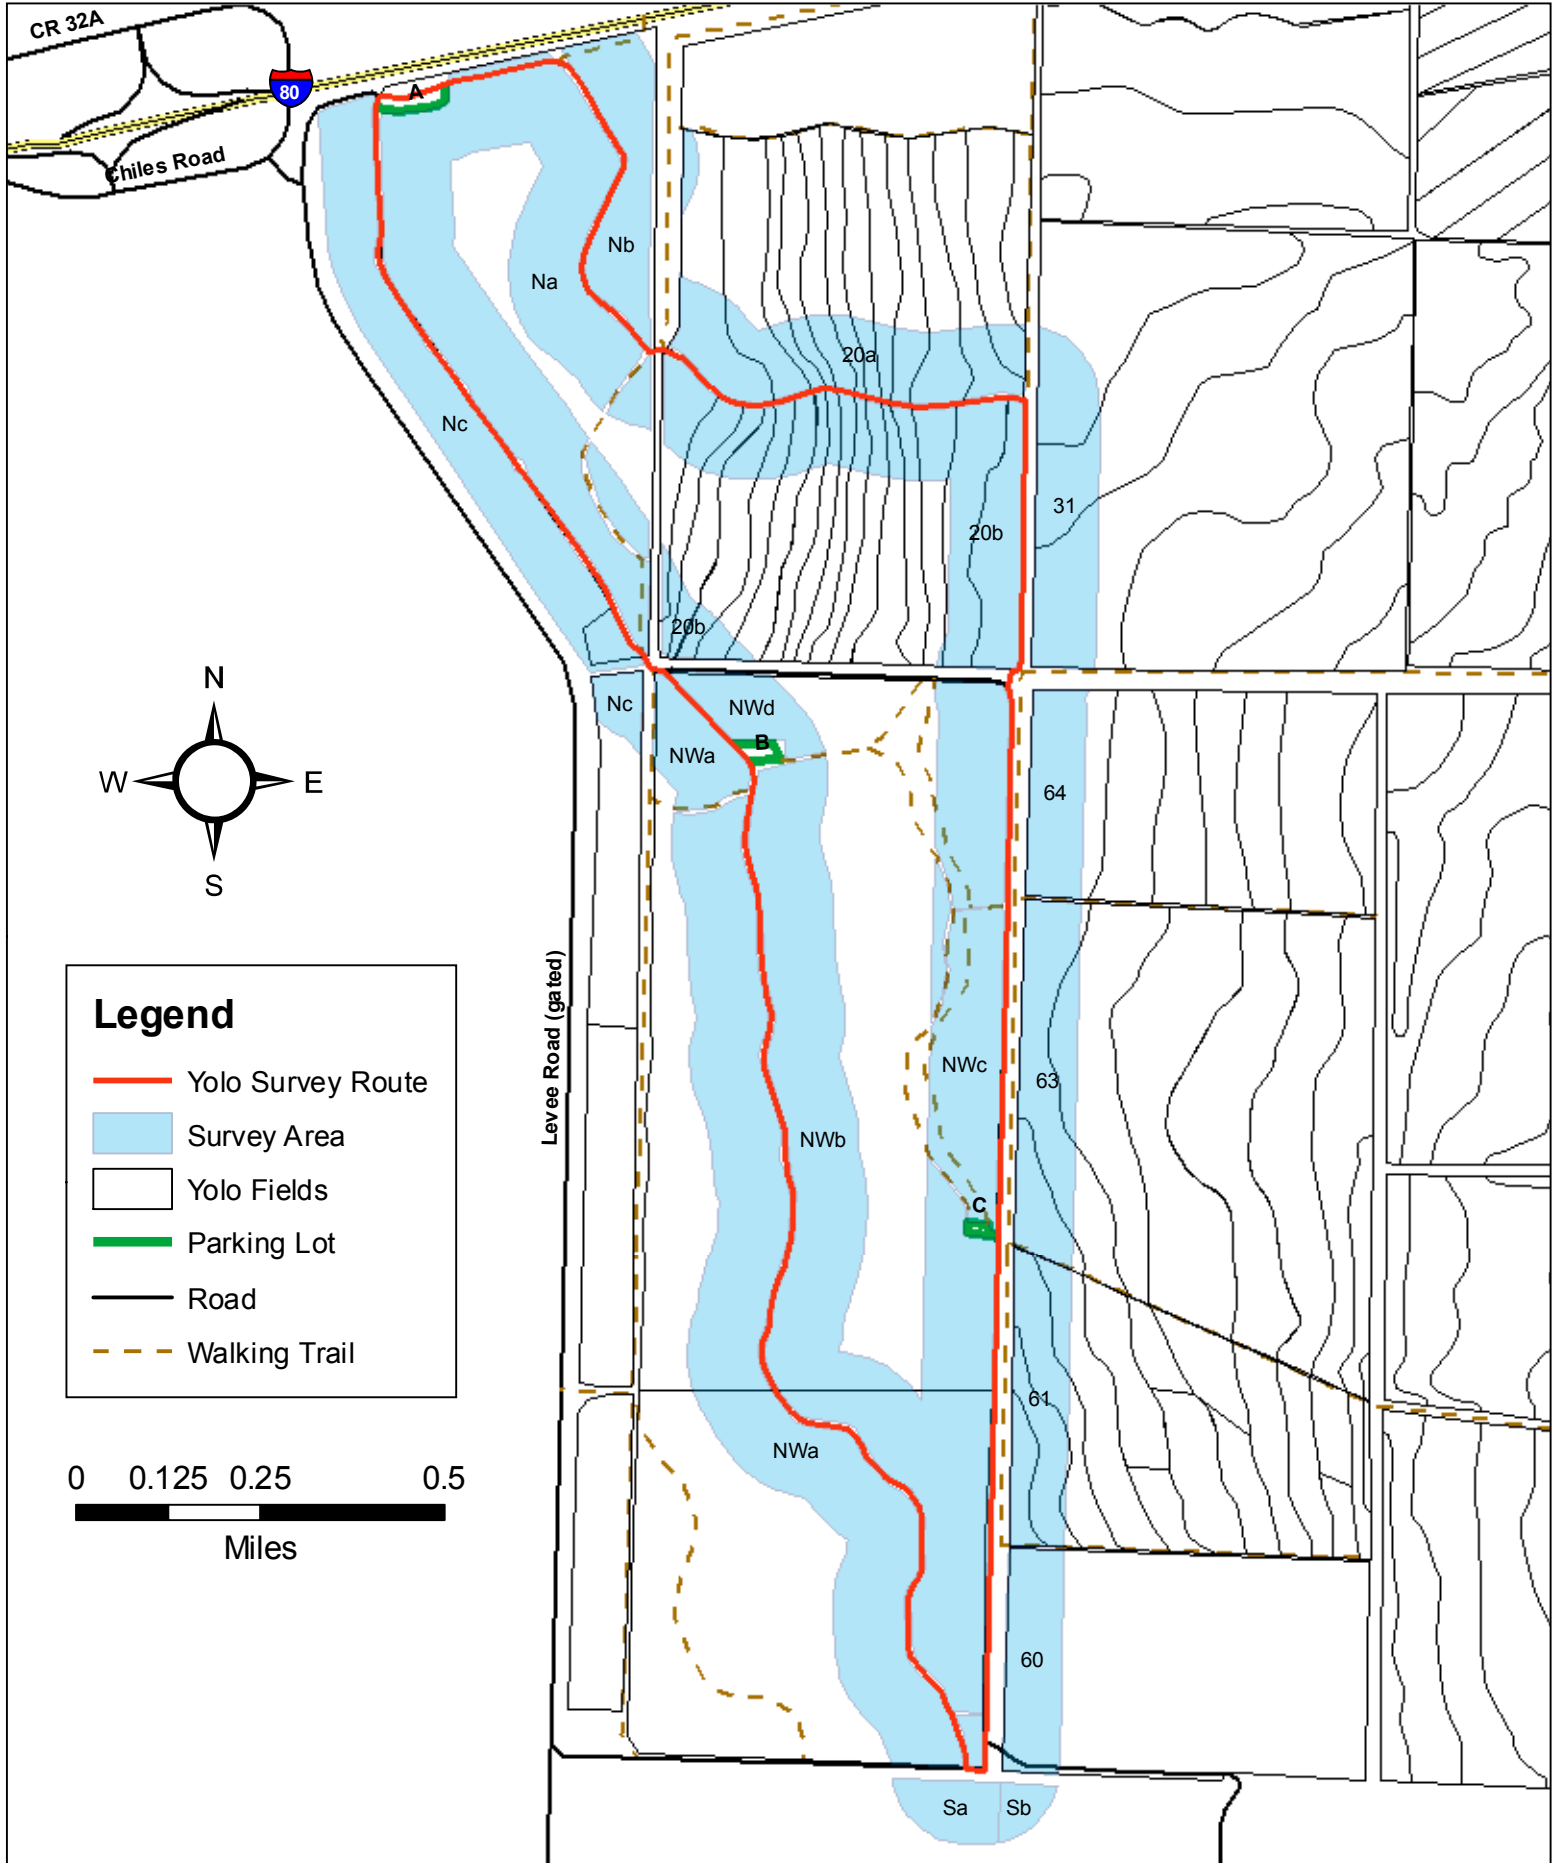 CR 32A
80
A
Chiles Road
Nb
Na
20a
Nc
31
20b
20b
N
Nc
NWd
B
NWa
W
E
64
S
Levee Road (gated)
Legend
Yolo Survey Route
Survey Area
Yolo Fields
Parking Lot
Road
Walking Trail
NWc
63
NWb
C
61
NWa
0 0.125 0.25 0.5
Miles
60
Sa
Sb